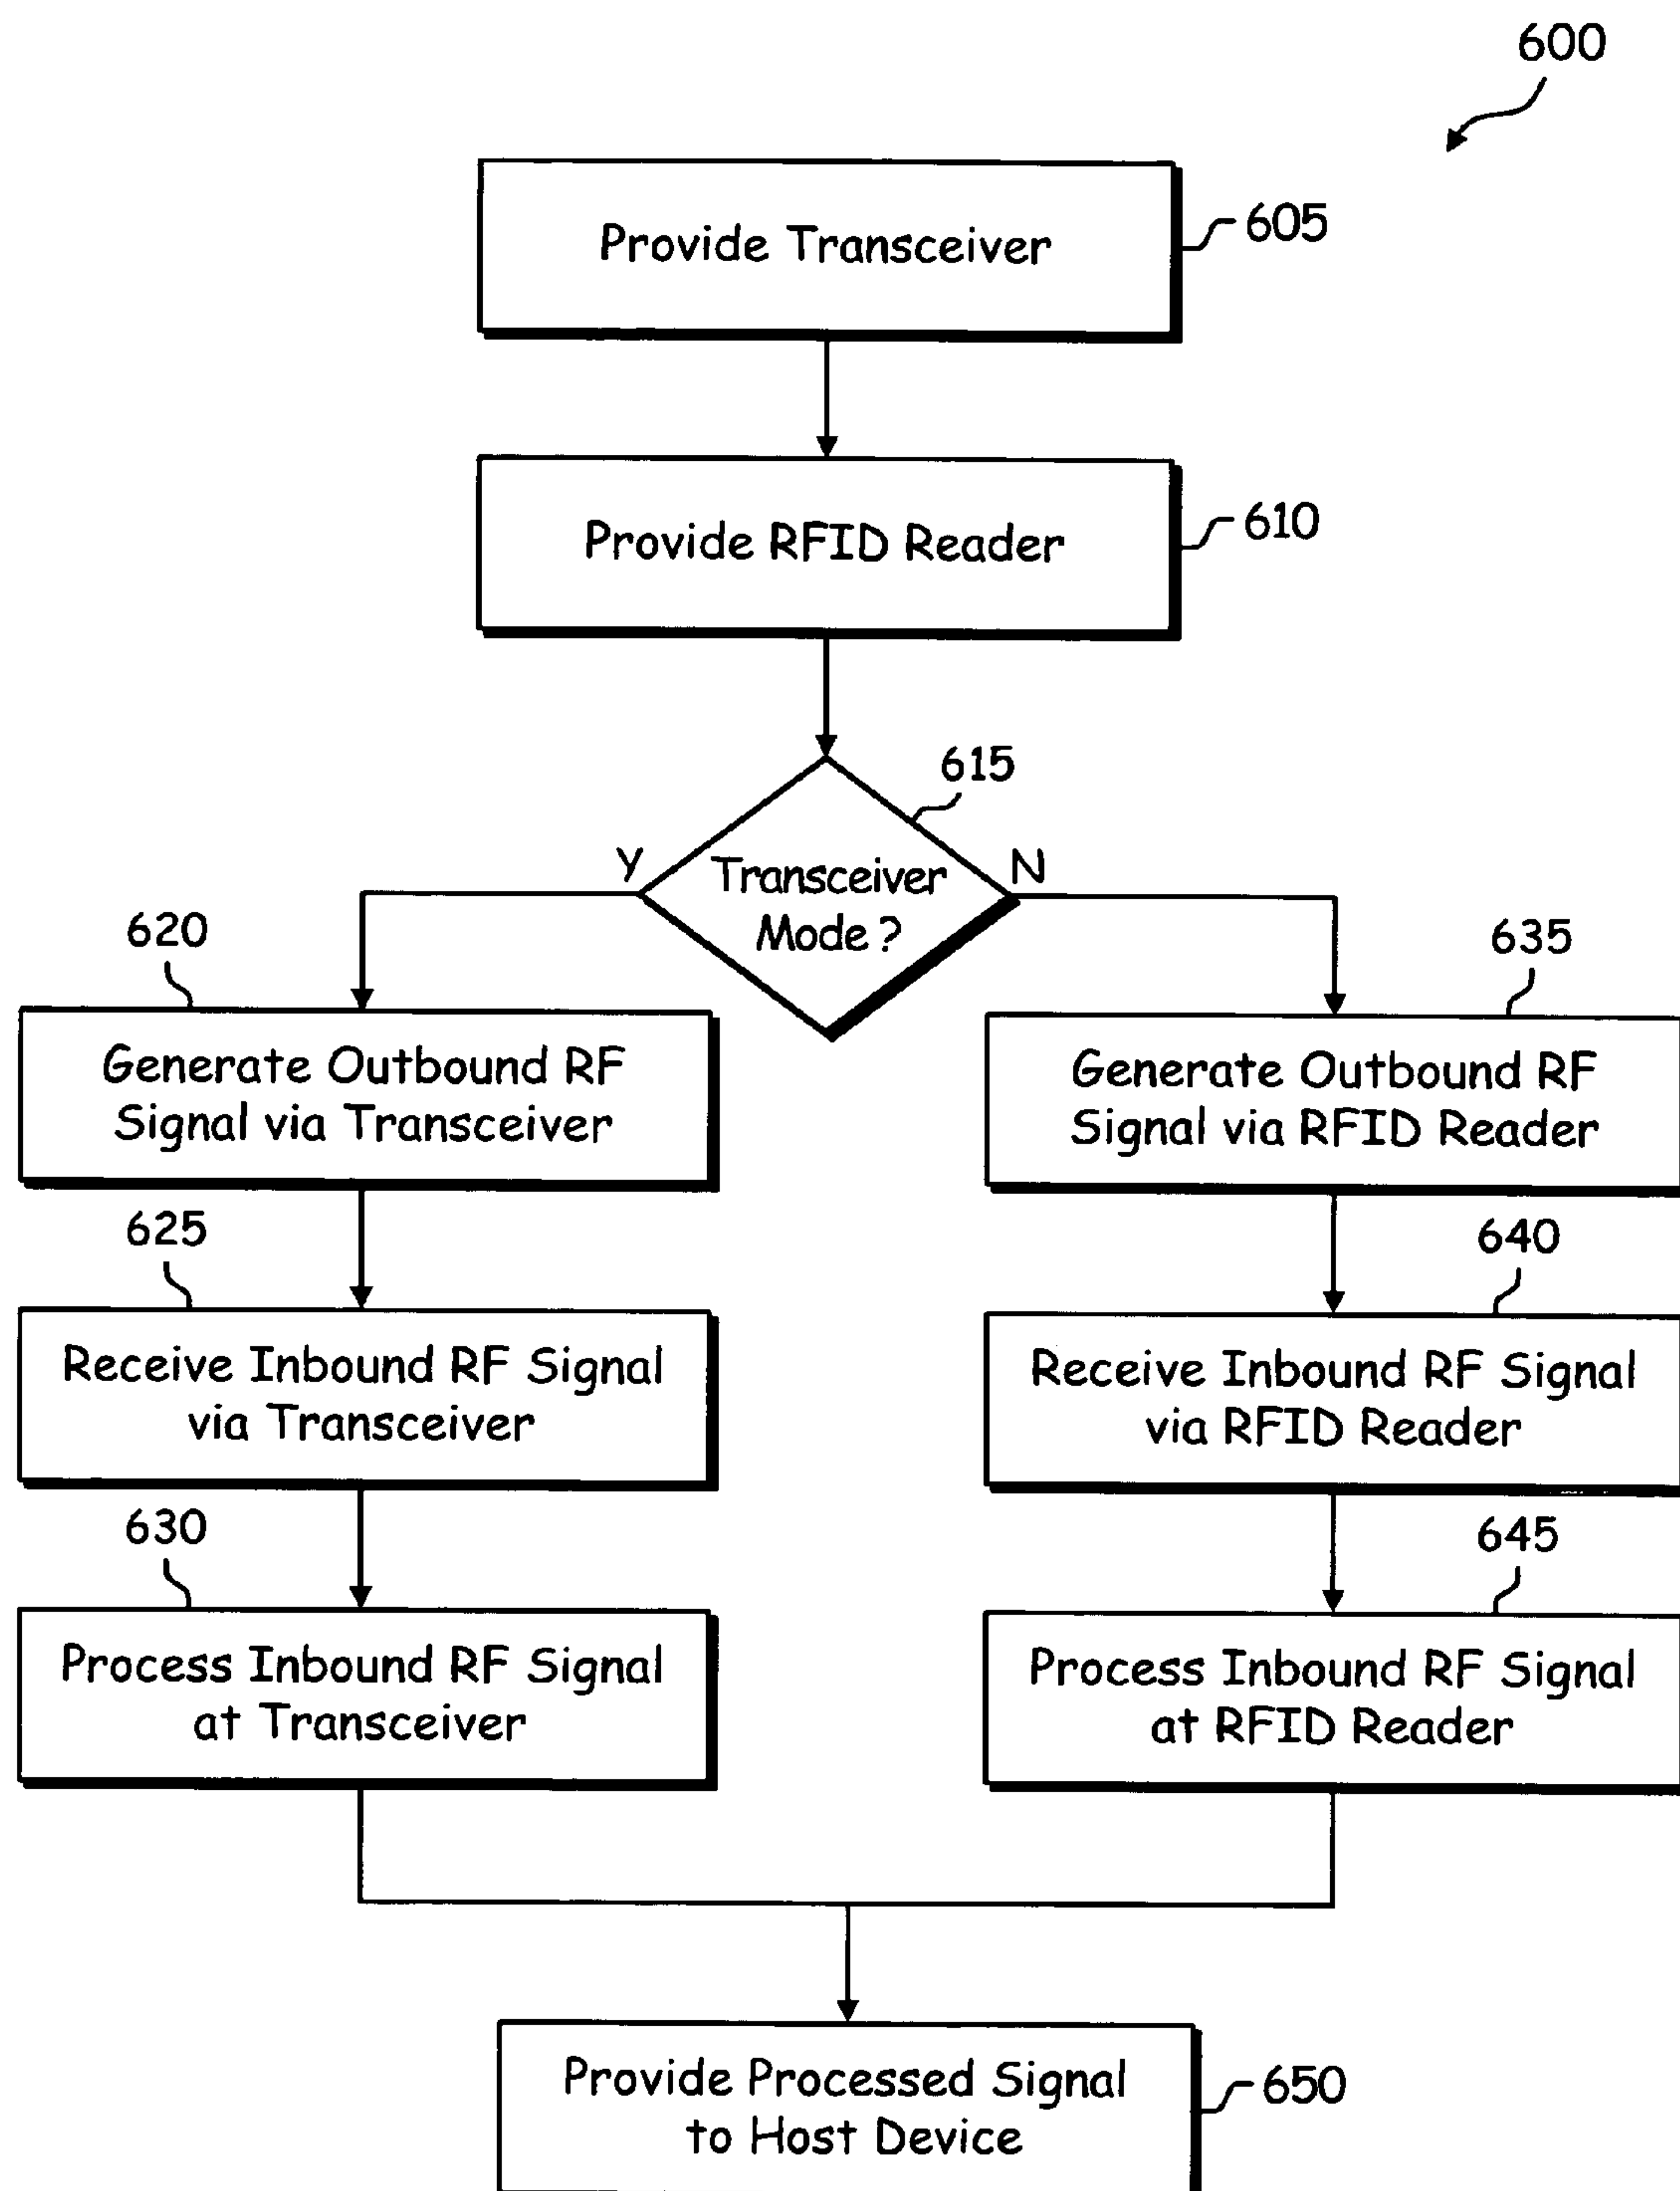 600
Provide Transceiver
605
Provide RFID Reader
610
615
Y
Transceiver
Mode?
N
620
Generate Outbound RF
Signal via Transceiver
635
Generate Outbound RF
Signal via RFID Reader
625
Receive Inbound RF Signal
via Transceiver
640
Receive Inbound RF Signal
via RFID Reader
630
Process Inbound RF Signal
at Transceiver
645
Process Inbound RF Signal
at RFID Reader
Provide Processed Signal
to Host Device
650